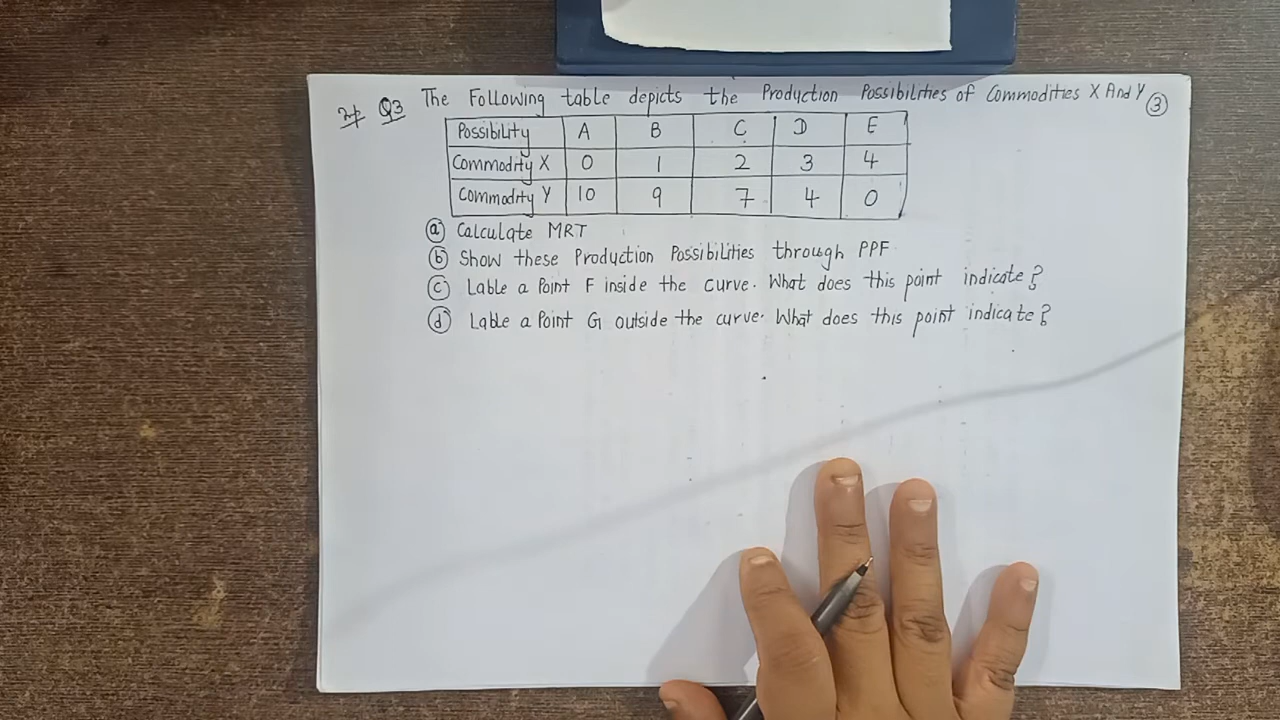 Imp Q3 The Following table depicts the Production Possibilities of Commodities X And Y ③
Possibility A B C D E
Commodity X 0 1 2 3 4
Commodity Y 10 9 7 4 0
ⓐ Calculate MRT
ⓑ Show these Production Possibilities through PPF
ⓒ Lable a Point F inside the curve. What does this point indicate?
ⓓ Lable a Point G outside the curve. What does this point indicate?